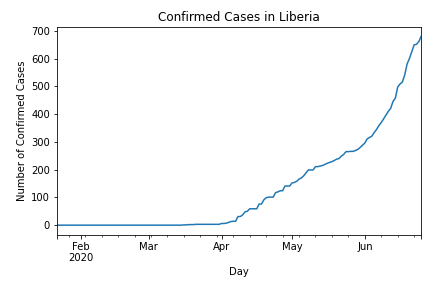 Confirmed Cases in Liberia
Number of Confirmed Cases
700
600
500
400
300
200
100
0
Feb Mar Apr May Jun
2020
Day